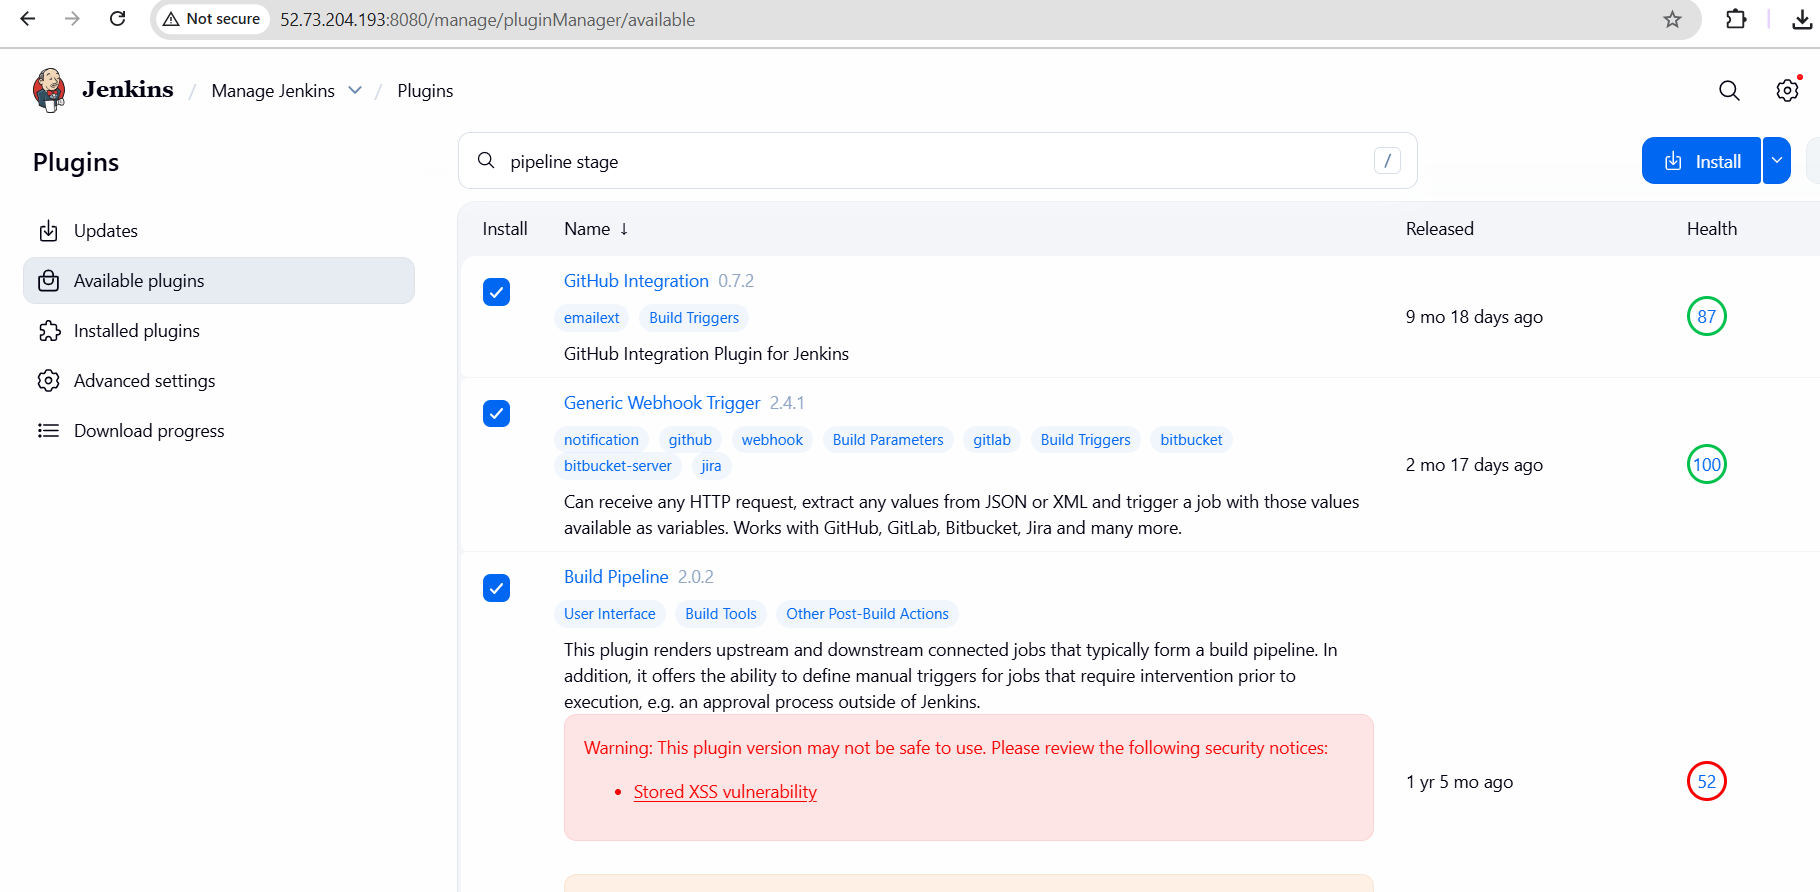 Not secure 52.73.204.193:8080/manage/pluginManager/available
Jenkins / Manage Jenkins / Plugins
Plugins
pipeline stage /
Install
Updates
Available plugins
Installed plugins
Advanced settings
Download progress
Install Name ↓ Released Health
GitHub Integration 0.7.2
emailext Build Triggers
GitHub Integration Plugin for Jenkins
9 mo 18 days ago
87
Generic Webhook Trigger 2.4.1
notification github webhook Build Parameters gitlab Build Triggers bitbucket
bitbucket-server jira
Can receive any HTTP request, extract any values from JSON or XML and trigger a job with those values
available as variables. Works with GitHub, GitLab, Bitbucket, Jira and many more.
2 mo 17 days ago
100
Build Pipeline 2.0.2
User Interface Build Tools Other Post-Build Actions
This plugin renders upstream and downstream connected jobs that typically form a build pipeline. In
addition, it offers the ability to define manual triggers for jobs that require intervention prior to
execution, e.g. an approval process outside of Jenkins.
Warning: This plugin version may not be safe to use. Please review the following security notices:
• Stored XSS vulnerability
1 yr 5 mo ago
52